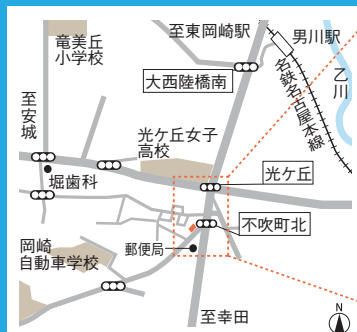 至東岡崎駅
男川駅
竜美丘
小学校
大西陸橋南
名鉄名古屋本線
乙川
至安城
光ケ丘女子
高校
堀歯科
光ケ丘
不吹町北
岡崎
自動車学校
郵便局
至幸田
N